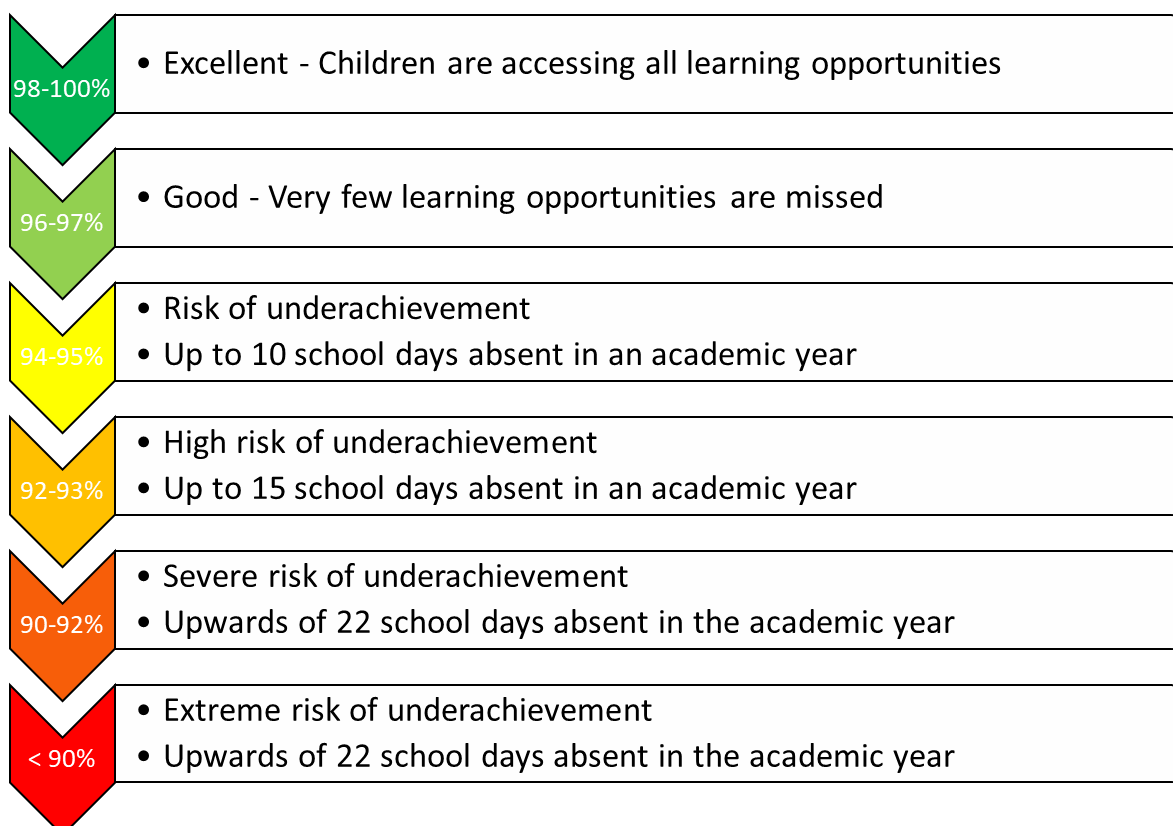 98-100%
• Excellent - Children are accessing all learning opportunities
96-97%
• Good - Very few learning opportunities are missed
94-95%
• Risk of underachievement
• Up to 10 school days absent in an academic year
92-93%
• High risk of underachievement
• Up to 15 school days absent in an academic year
90-92%
• Severe risk of underachievement
• Upwards of 22 school days absent in the academic year
< 90%
• Extreme risk of underachievement
• Upwards of 22 school days absent in the academic year